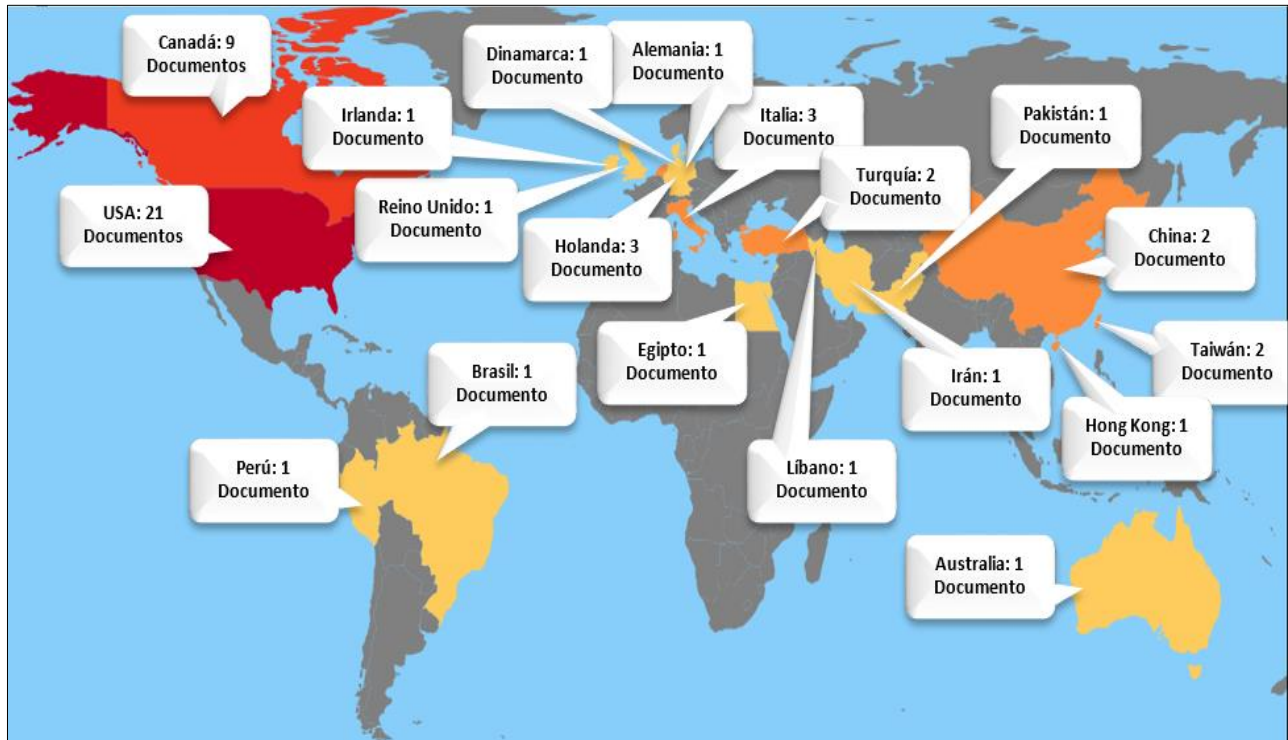 Canadá: 9
Documentos
Dinamarca: 1
Documento
Alemania: 1
Documento
Irlanda: 1
Documento
Italia: 3
Documento
Pakistán: 1
Documento
USA: 21
Documentos
Reino Unido: 1
Documento
Turquía: 2
Documento
Holanda: 3
Documento
China: 2
Documento
Egipto: 1
Documento
Irán: 1
Documento
Taiwán: 2
Documento
Brasil: 1
Documento
Hong Kong: 1
Documento
Perú: 1
Documento
Líbano: 1
Documento
Australia: 1
Documento